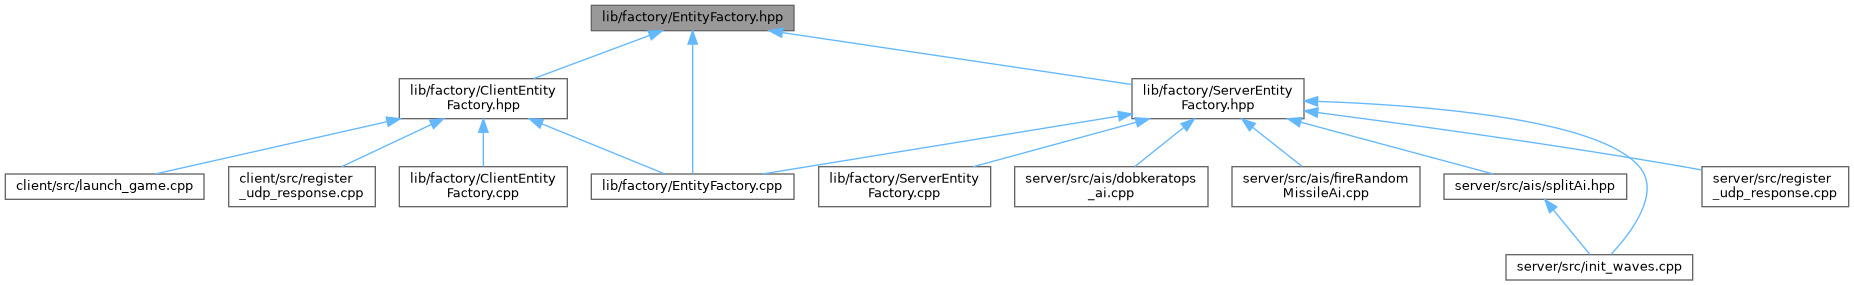 lib/factory/EntityFactory.hpp
lib/factory/ClientEntity
Factory.hpp
lib/factory/ServerEntity
Factory.hpp
client/src/launch_game.cpp
client/src/register
_udp_response.cpp
lib/factory/ClientEntity
Factory.cpp
lib/factory/EntityFactory.cpp
lib/factory/ServerEntity
Factory.cpp
server/src/ais/dobkeratops
_ai.cpp
server/src/ais/fireRandom
MissileAi.cpp
server/src/ais/splitAi.hpp
server/src/register
_udp_response.cpp
server/src/init_waves.cpp